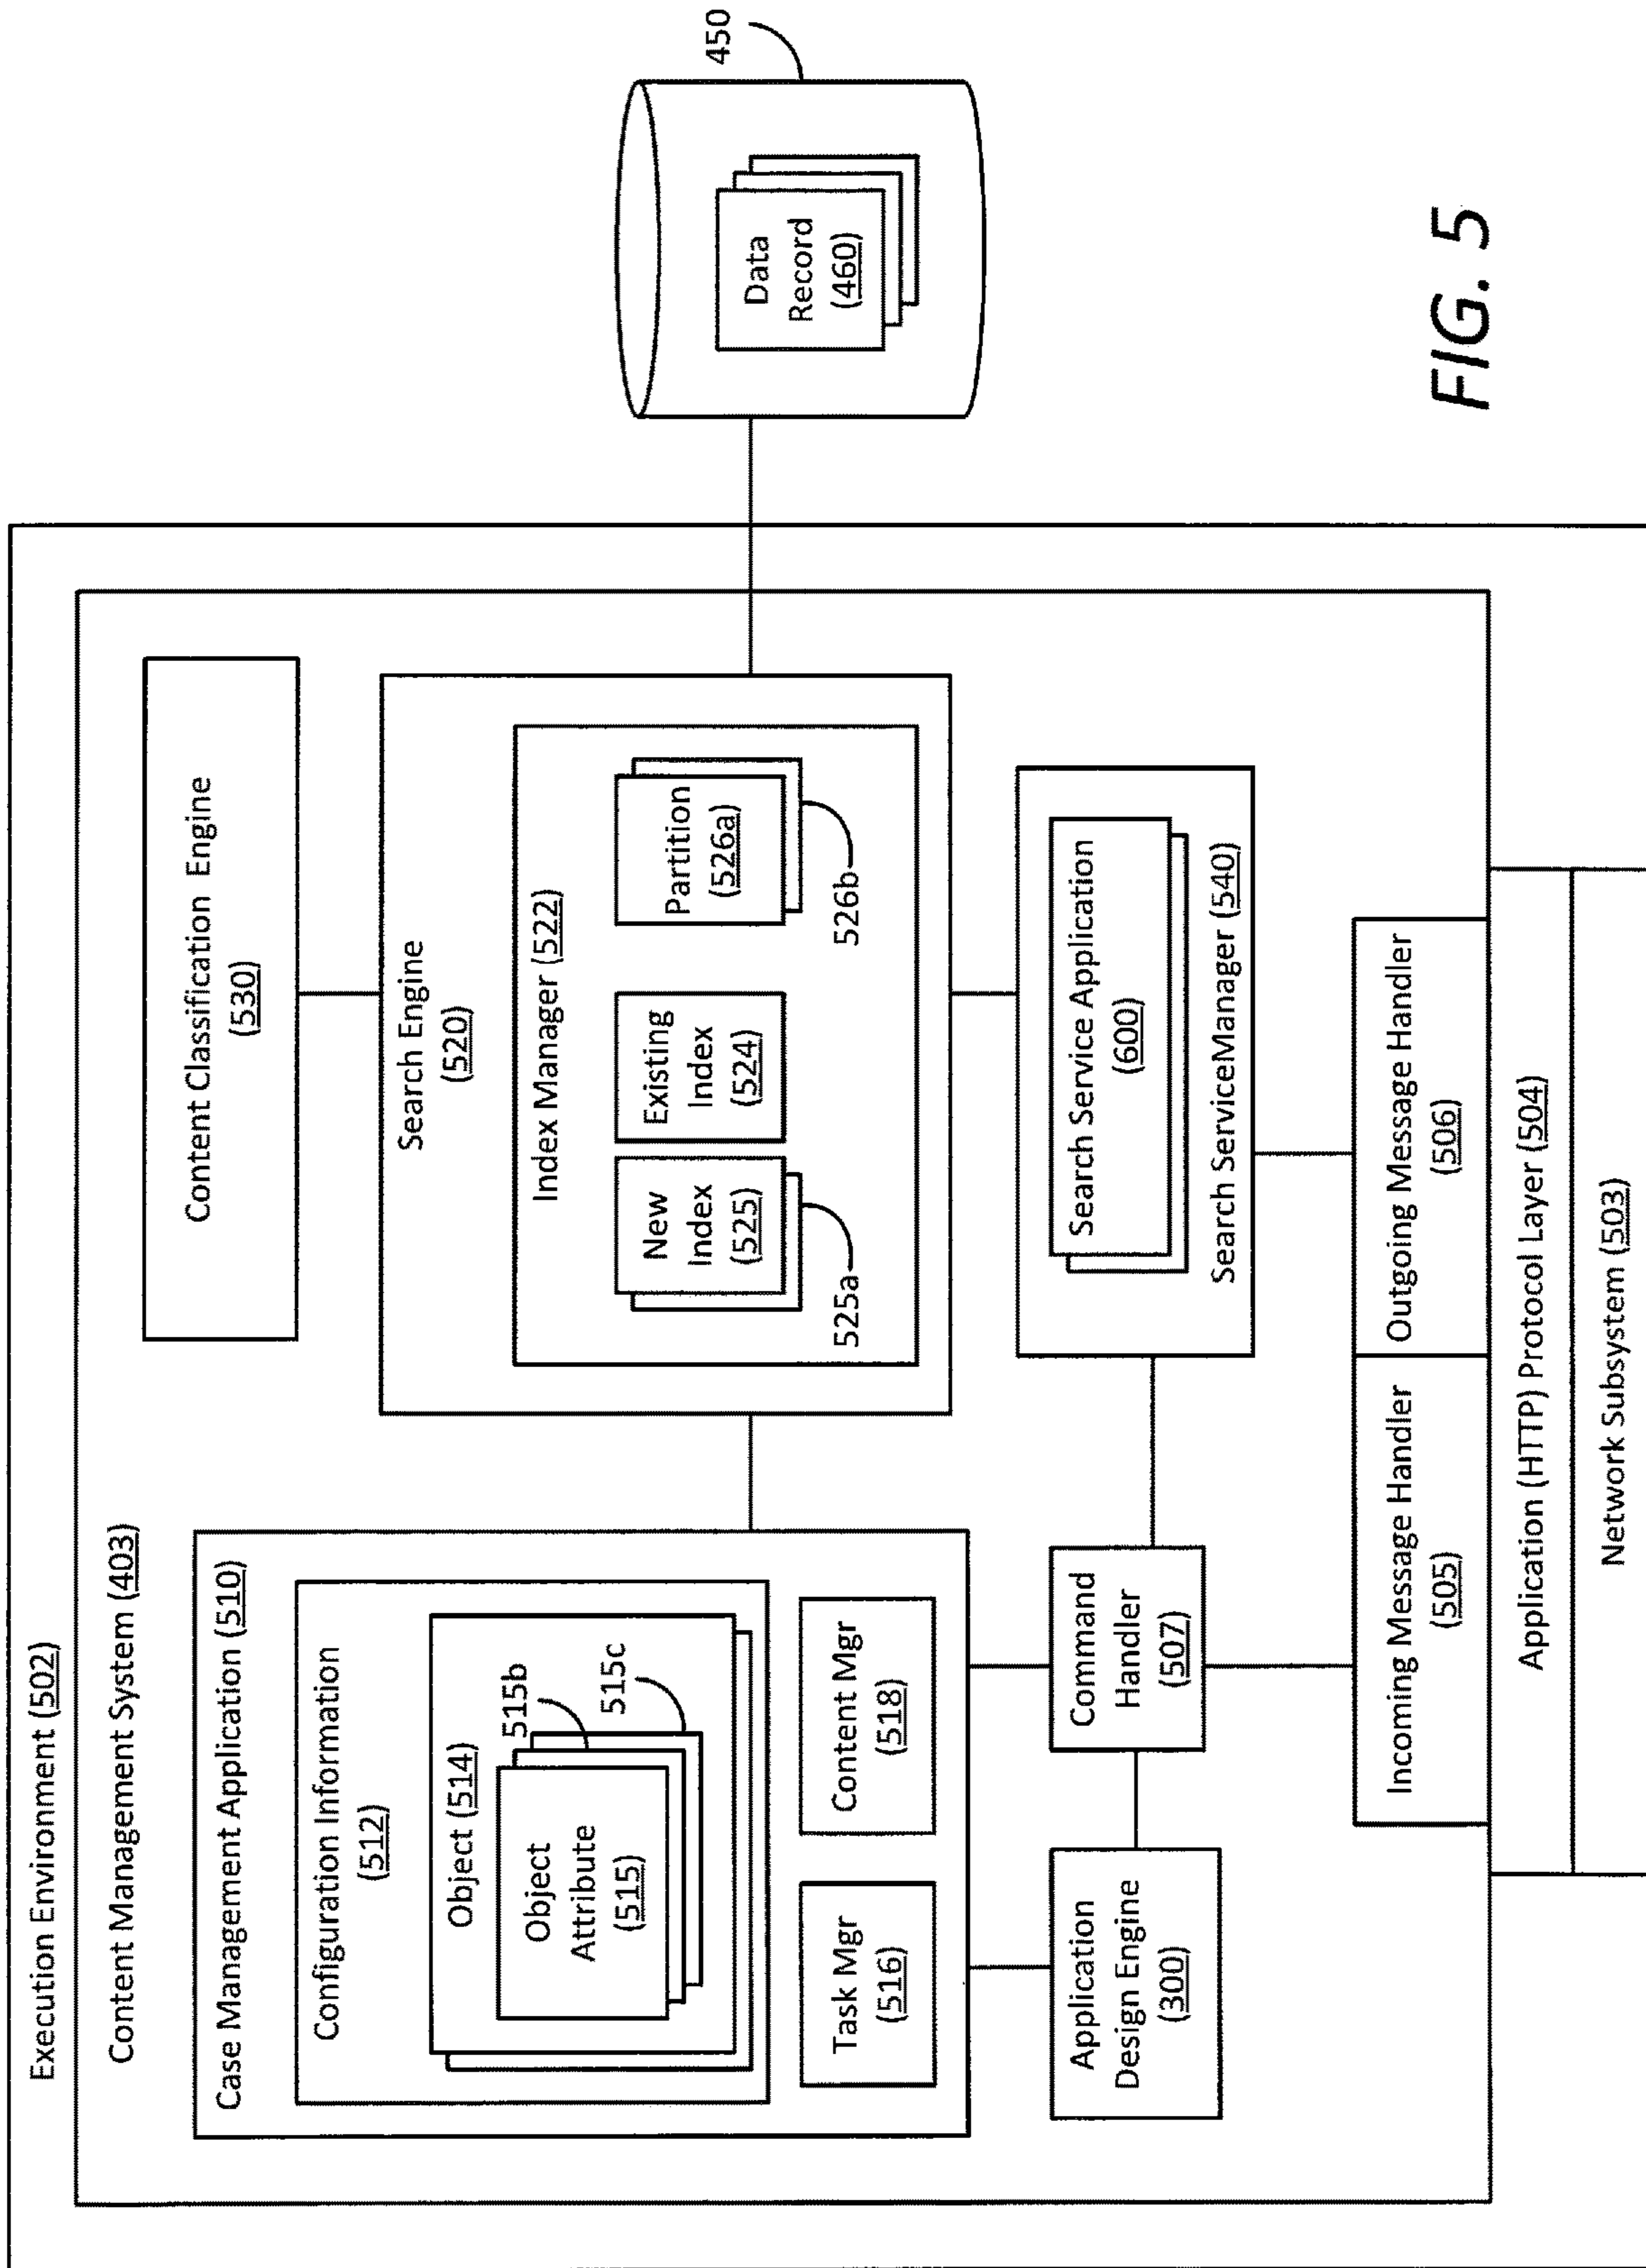 Execution Environment (502)
Content Management System (403)
Case Management Application (510)
Configuration Information
(512)
Object (514)
Object
Attribute
(515)
515b
515c
Task Mgr
(516)
Content Mgr
(518)
Application
Design Engine
(300)
Command
Handler
(507)
Content Classification Engine
(530)
Search Engine
(520)
Index Manager (522)
New
Index
(525)
525a
Existing
Index
(524)
Partition
(526a)
526b
Search Service Application
(600)
Search ServiceManager (540)
Incoming Message Handler
(505)
Outgoing Message Handler
(506)
Application (HTTP) Protocol Layer (504)
Network Subsystem (503)
450
Data
Record
(460)
FIG. 5